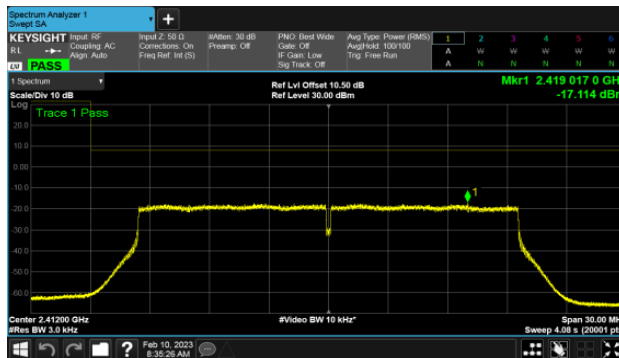 Spectrum Analyzer 1
Swept SA
+
KEYSIGHT Input: RF Input Z: 50 Ω #Atten: 30 dB PNO: Best Wide Avg Type: Power (RMS) 1 2 3 4 5 6
RL Coupling: AC Corrections: On Preamp: Off Gate: Off Avg|Hold: 100/100 A W W W W W
Align: Auto Freq Ref: Int (S) IF Gain: Low Trig: Free Run A N N N N N
LXI PASS Sig Track: Off
1 Spectrum Ref Lvl Offset 10.50 dB Mkr1 2.419 017 0 GH
Scale/Div 10 dB Ref Level 30.00 dBm -17.114 dBr
Log
Trace 1 Pass
20.0
10.0
0.00
-10.0
-20.0
-30.0
-40.0
-50.0
-60.0
1
Center 2.41200 GHz #Video BW 10 kHz* Span 30.00 MH
#Res BW 3.0 kHz Sweep 4.08 s (20001 pt
? Feb 10, 2023
8:35:26 AM